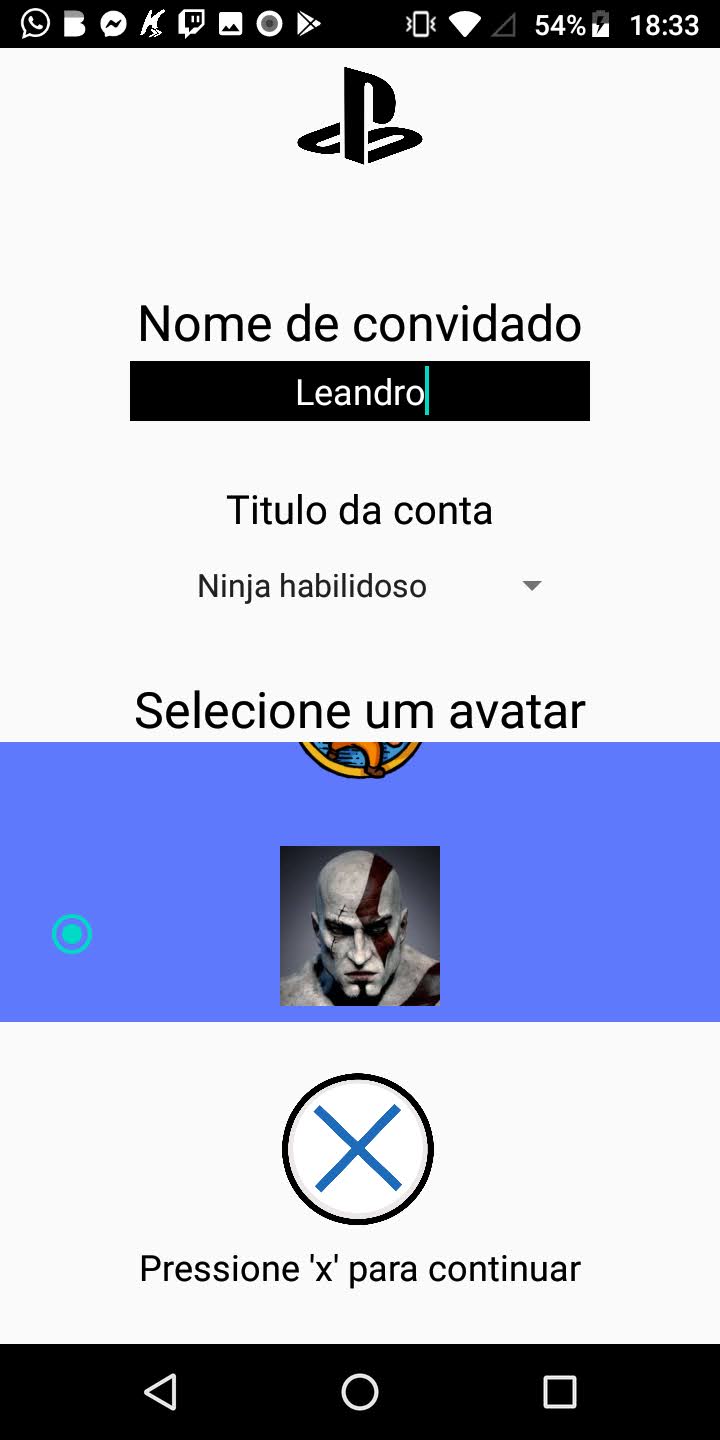 54% 18:33
Nome de convidado
Leandro
Titulo da conta
Ninja habilidoso
Selecione um avatar
Pressione 'x' para continuar